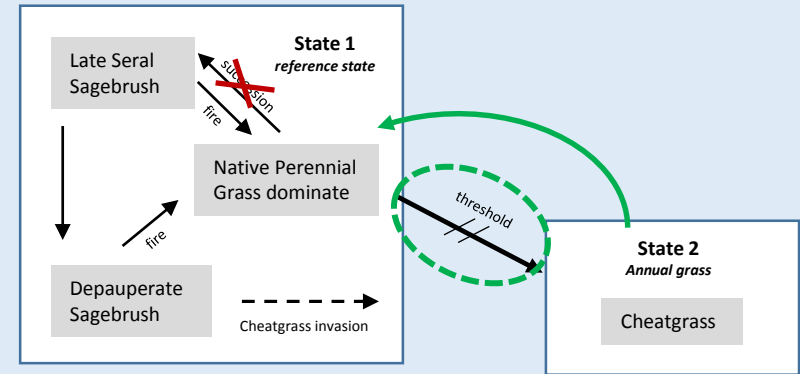 State 1
reference state
Late Seral
Sagebrush
succession
fire
Native Perennial
Grass dominate
threshold
fire
Depauperate
Sagebrush
Cheatgrass invasion
State 2
Annual grass
Cheatgrass